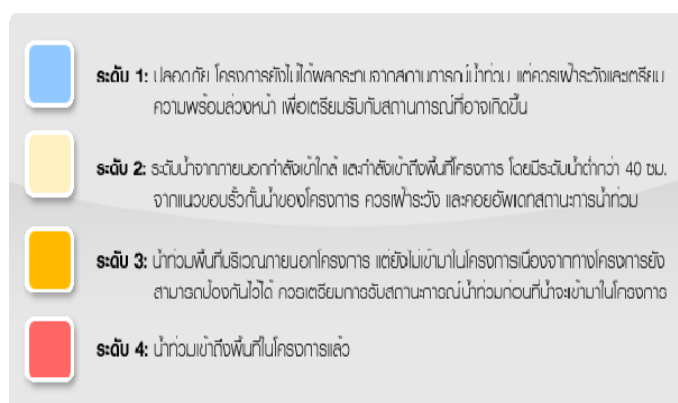 ระดับ 1: ปลอดภัย โครงการยังไม่ได้ผลกระทบจากสถานการณ์น้ำท่วม แต่ควรเฝ้าระวังและเตรียม
ความพร้อมล่วงหน้า เพื่อเตรียมรับกับสถานการณ์ที่อาจเกิดขึ้น
ระดับ 2: ระดับน้ำจากภายนอกกำลังเข้าใกล้ และกำลังเข้าถึงพื้นที่โครงการ โดยมีระดับน้ำต่ำกว่า 40 ซม.
จากแนวขอบรั้วกั้นน้ำของโครงการ ควรเฝ้าระวัง และคอยอัพเดทสถานะการน้ำท่วม
ระดับ 3: น้ำท่วมพื้นที่บริเวณภายนอกโครงการ แต่ยังไม่เข้ามาในโครงการเนื่องจากทางโครงการยัง
สามารถป้องกันไว้ได้ ควรเตรียมการรับสถานะการณ์น้ำท่วมก่อนที่น้ำจะเข้ามาในโครงการ
ระดับ 4: น้ำท่วมเข้าถึงพื้นที่ในโครงการแล้ว